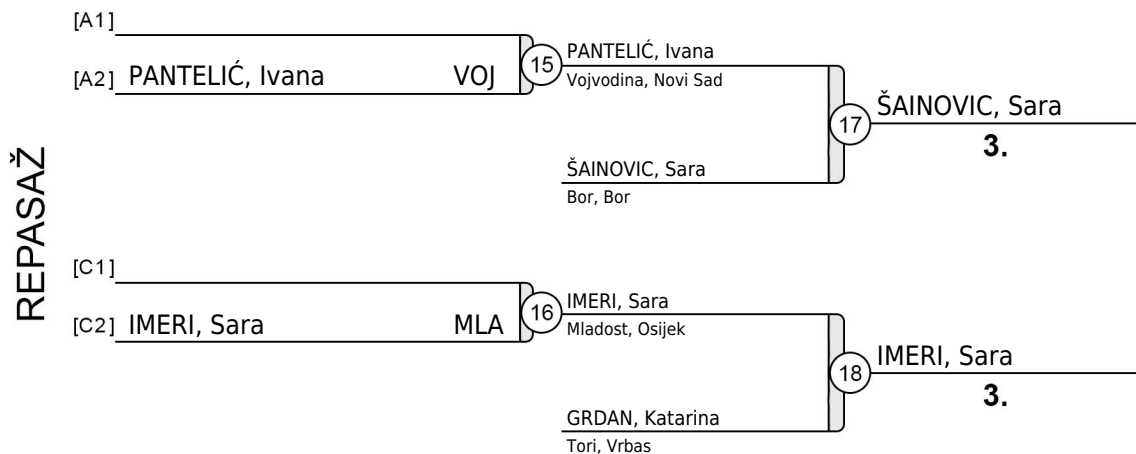 REPASAŽ
[A1]
[A2] PANTELIĆ, Ivana VOJ
15
PANTELIĆ, Ivana
Vojvodina, Novi Sad
17
ŠAINOVIC, Sara
3.
ŠAINOVIC, Sara
Bor, Bor
[C1]
[C2] IMERI, Sara MLA
16
IMERI, Sara
Mladost, Osijek
18
IMERI, Sara
3.
GRDAN, Katarina
Tori, Vrbas